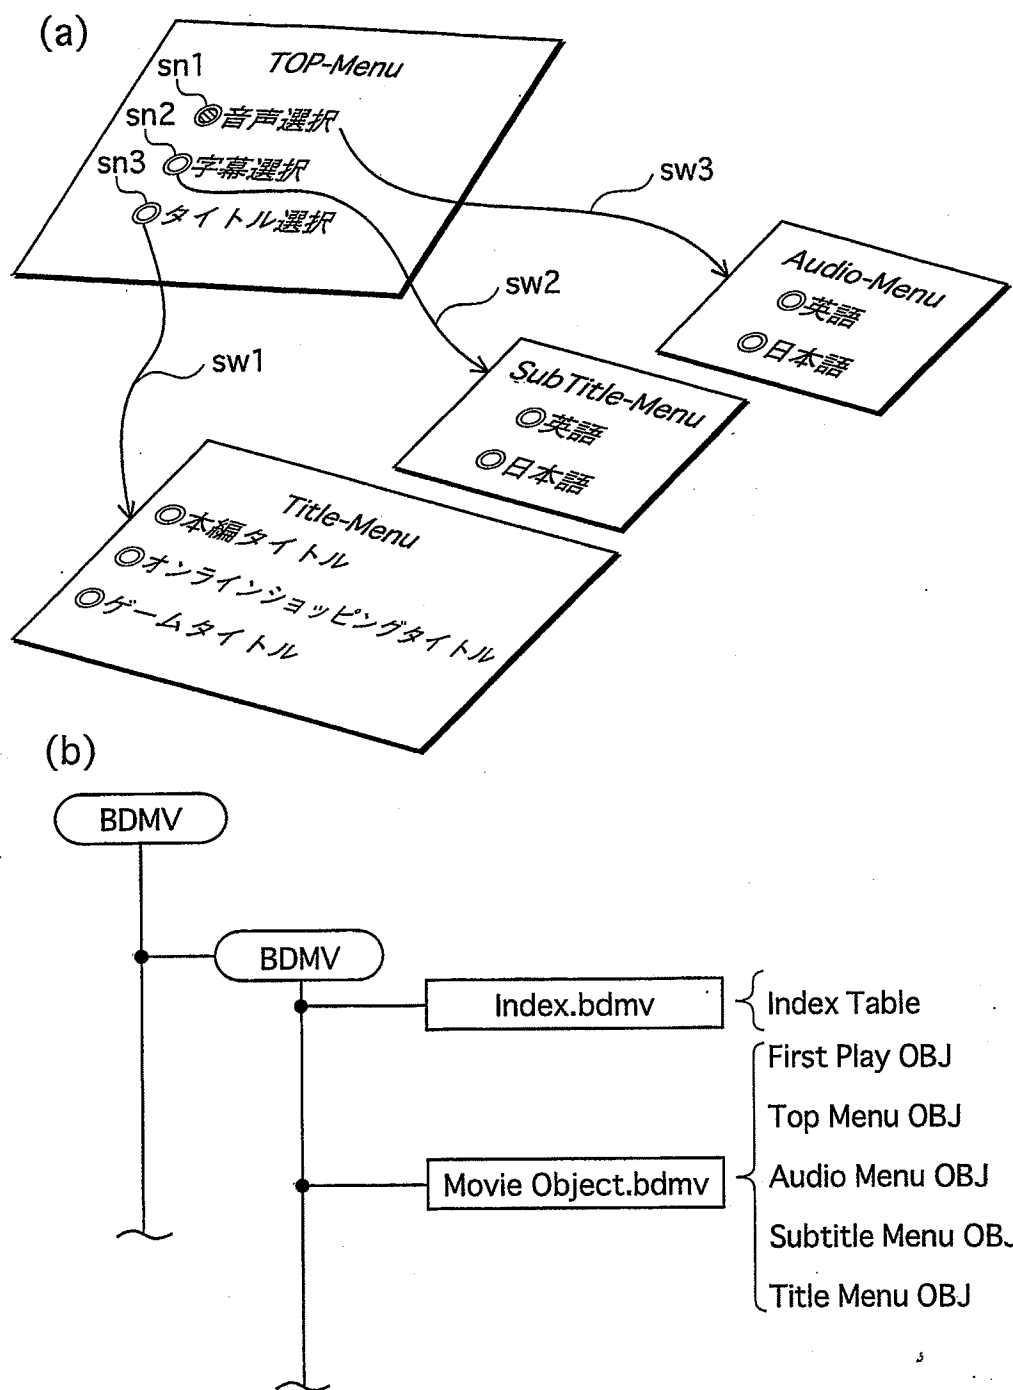 (a)
TOP-Menu
sn1
音声選択
sn2
字幕選択
sn3
タイトル選択
sw3
sw2
sw1
Audio-Menu
英語
日本語
SubTitle-Menu
英語
日本語
Title-Menu
本編タイトル
オンラインショッピングタイトル
ゲームタイトル
(b)
BDMV
BDMV
Index.bdmv
Index Table
First Play OBJ
Top Menu OBJ
Movie Object.bdmv
Audio Menu OBJ
Subtitle Menu OBJ
Title Menu OBJ